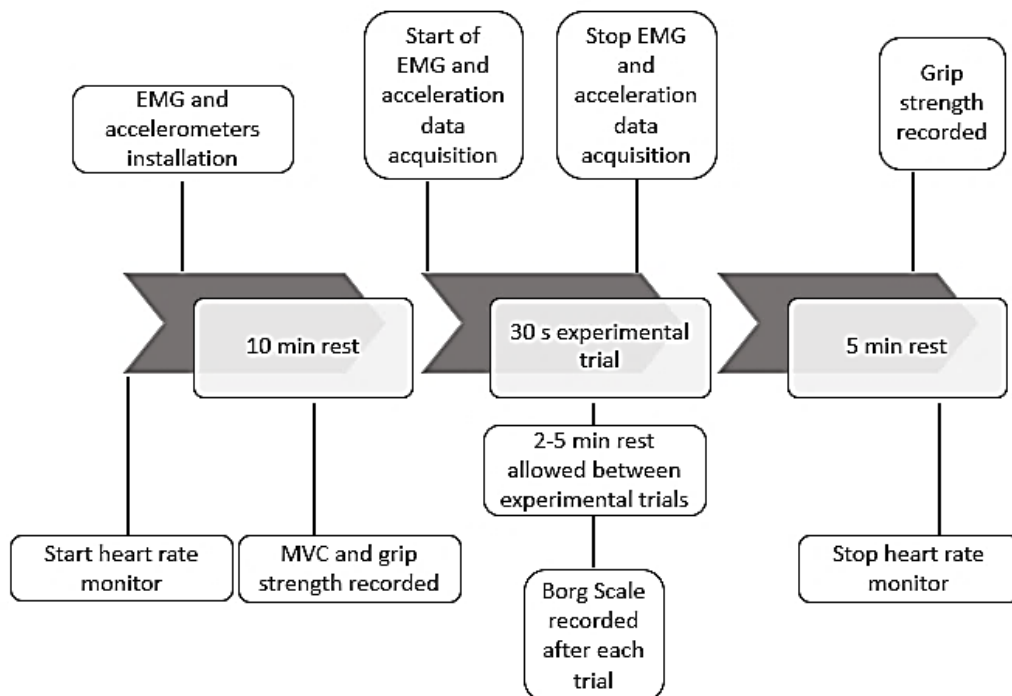 EMG and
accelerometers
installation
Start of
EMG and
acceleration
data
acquisition
Stop EMG
and
acceleration
data
acquisition
Grip
strength
recorded
10 min rest
30 s experimental
trial
5 min rest
2-5 min rest
allowed between
experimental trials
Start heart rate
monitor
MVC and grip
strength recorded
Borg Scale
recorded
after each
trial
Stop heart rate
monitor